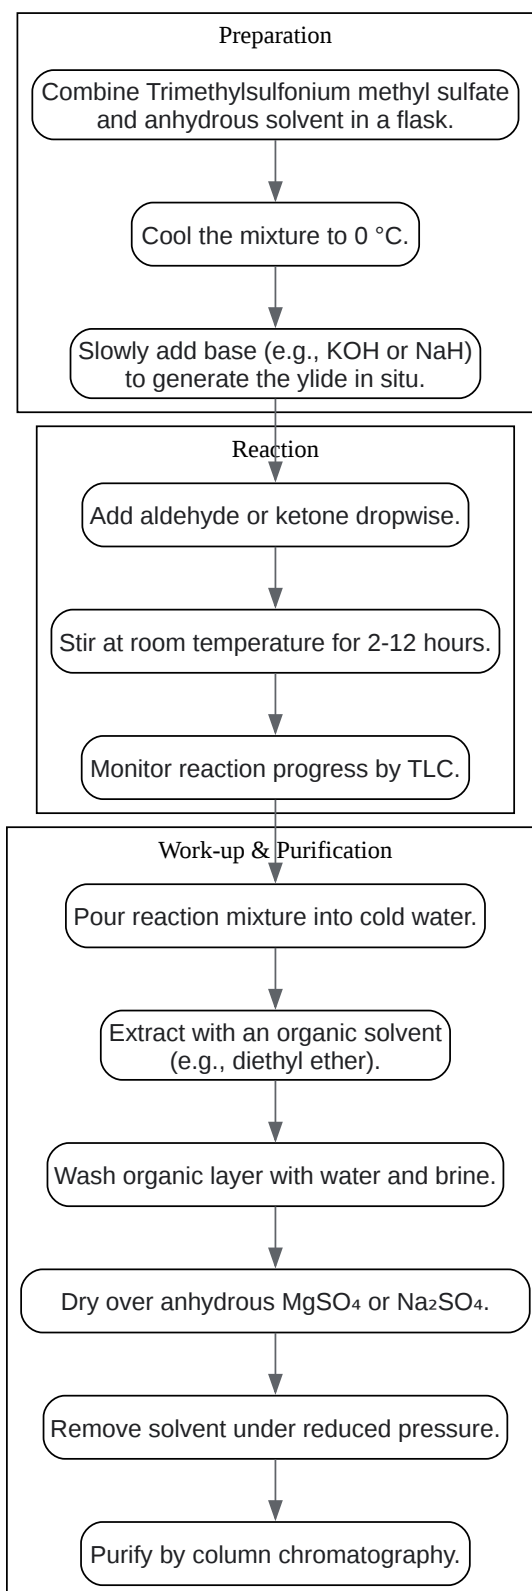 Preparation
Combine Trimethylsulfonium methyl sulfate
and anhydrous solvent in a flask.
Cool the mixture to 0 °C.
Slowly add base (e.g., KOH or NaH)
to generate the ylide in situ.
Reaction
Add aldehyde or ketone dropwise.
Stir at room temperature for 2-12 hours.
Monitor reaction progress by TLC.
Work-up & Purification
Pour reaction mixture into cold water.
Extract with an organic solvent
(e.g., diethyl ether).
Wash organic layer with water and brine.
Dry over anhydrous MgSO₄ or Na₂SO₄.
Remove solvent under reduced pressure.
Purify by column chromatography.